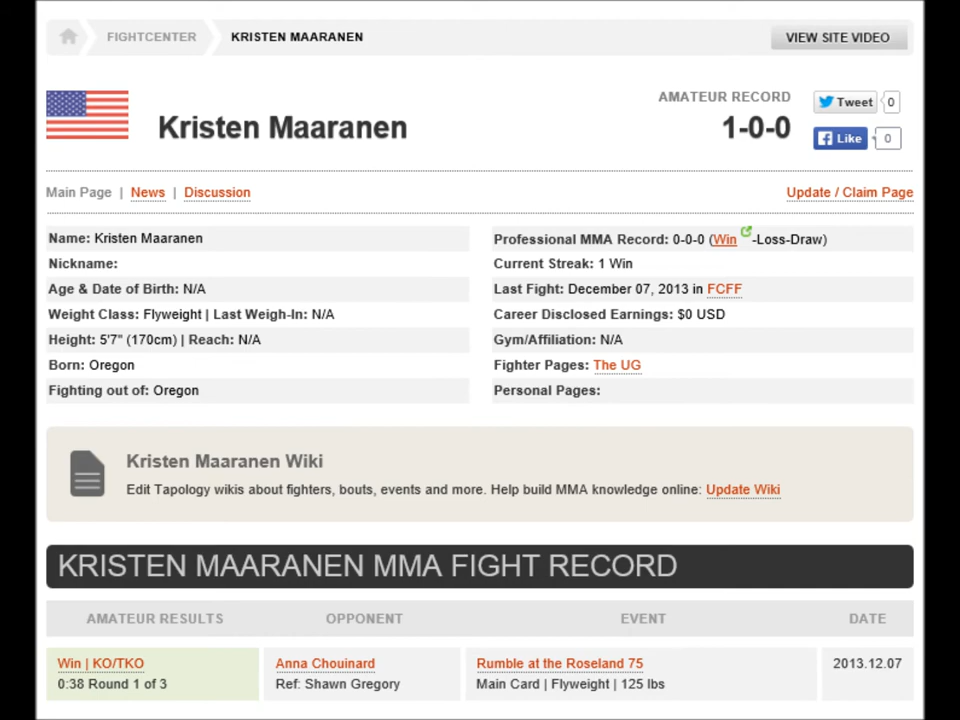 FIGHTCENTER KRISTEN MAARANEN VIEW SITE VIDEO
Kristen Maaranen
AMATEUR RECORD
1-0-0
Tweet 0
Like 0
Main Page | News | Discussion Update / Claim Page
Name: Kristen Maaranen
Nickname:
Age & Date of Birth: N/A
Weight Class: Flyweight | Last Weigh-In: N/A
Height: 5'7" (170cm) | Reach: N/A
Born: Oregon
Fighting out of: Oregon
Professional MMA Record: 0-0-0 (Win -Loss-Draw)
Current Streak: 1 Win
Last Fight: December 07, 2013 in FCFF
Career Disclosed Earnings: $0 USD
Gym/Affiliation: N/A
Fighter Pages: The UG
Personal Pages:
Kristen Maaranen Wiki
Edit Tapology wikis about fighters, bouts, events and more. Help build MMA knowledge online: Update Wiki
KRISTEN MAARANEN MMA FIGHT RECORD
AMATEUR RESULTS OPPONENT EVENT DATE
Win | KO/TKO Anna Chouinard Rumble at the Roseland 75 2013.12.07
0:38 Round 1 of 3 Ref: Shawn Gregory Main Card | Flyweight | 125 lbs